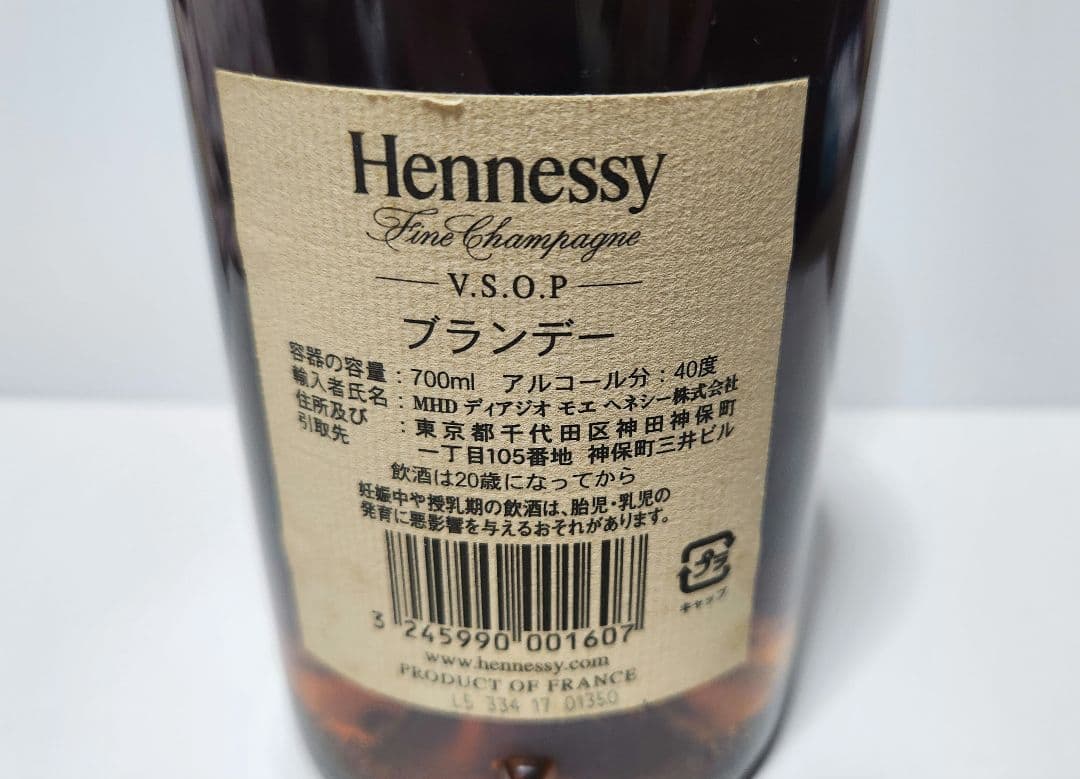 Hennessy
Fine Champagne
V.S.O.P
ブランデー
容器の容量：700ml アルコール分：40度
輸入者氏名：MHD ディアジオ モエ ヘネシー株式会社
住所及び：東京都千代田区神田神保町
引取先 一丁目105番地 神保町三井ビル
飲酒は20歳になってから
妊娠中や授乳期の飲酒は、胎児・乳児の
発育に悪影響を与えるおそれがあります。
プラ
キャップ
3 245990 001607
www.hennessy.com
PRODUCT OF FRANCE
L5 334 17 01350